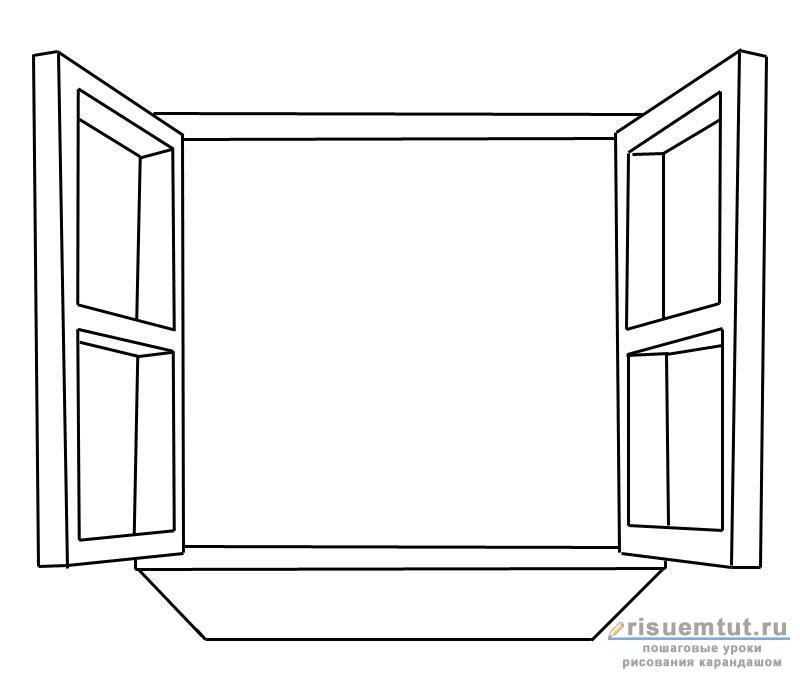 risuemtut.ru
пошаговые уроки
рисования карандашом